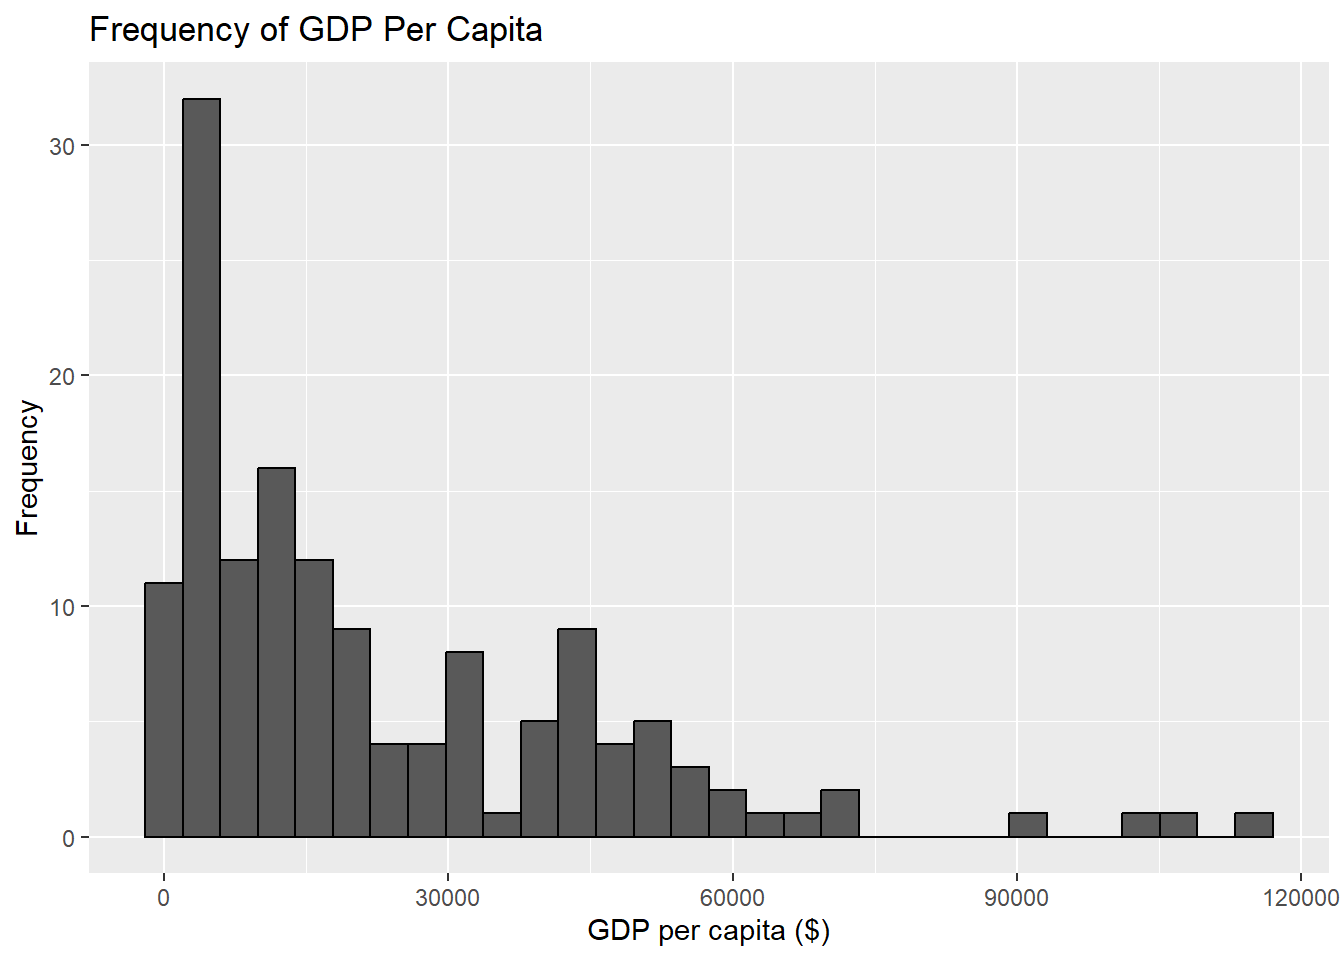 Frequency of GDP Per Capita
Frequency
30
20
10
0
0 30000 60000 90000 120000
GDP per capita ($)